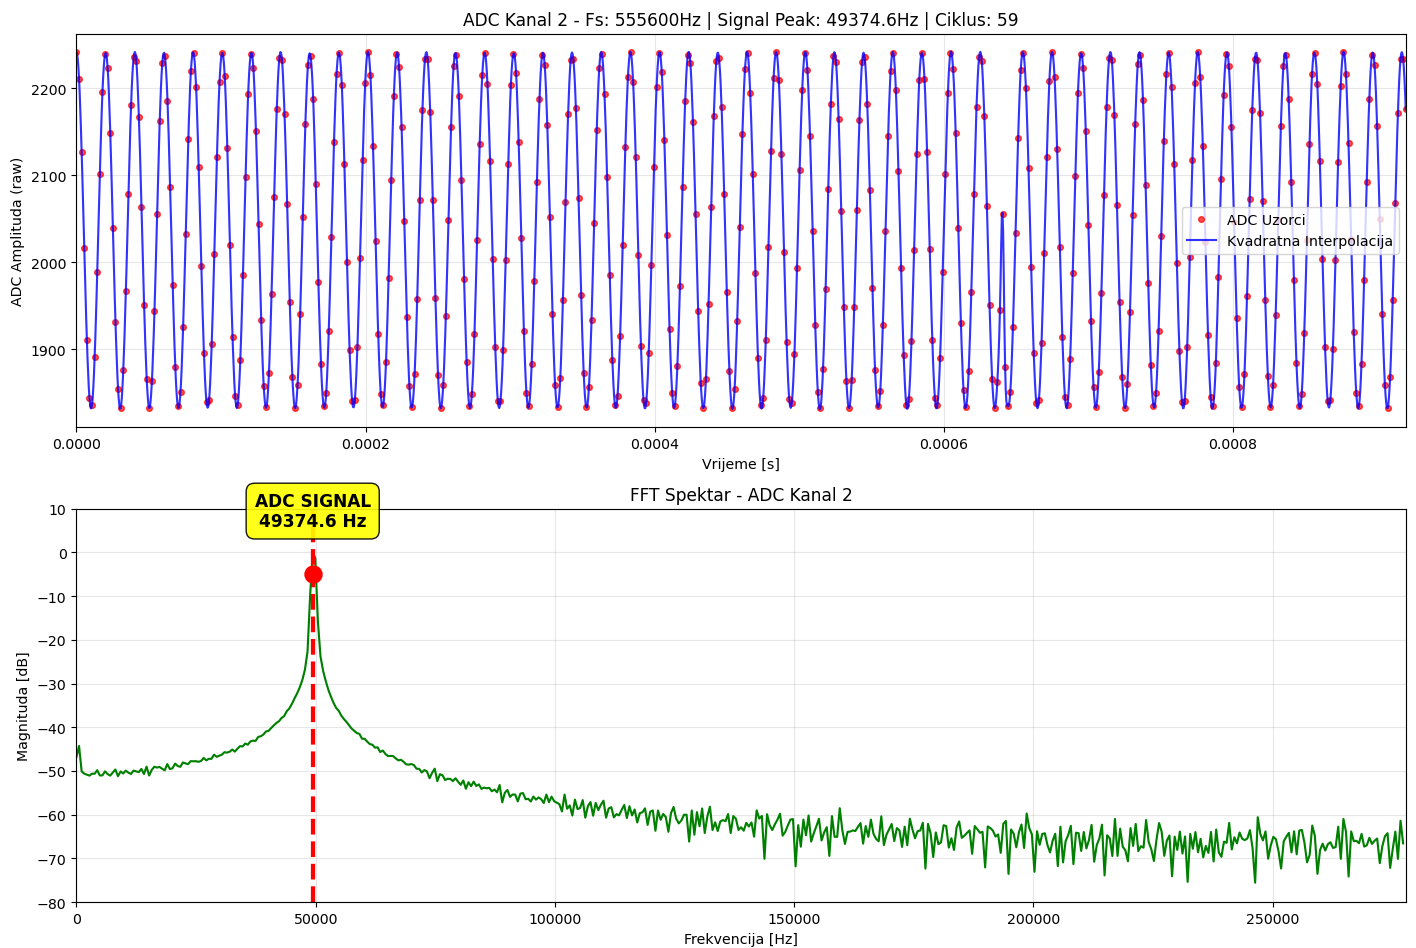 ADC Kanal 2 - Fs: 555600Hz | Signal Peak: 49374.6Hz | Ciklus: 59
ADC Amplituda (raw)
2200
2100
2000
1900
ADC Uzorci
Kvadratna Interpolacija
0.0000 0.0002 0.0004 0.0006 0.0008
Vrijeme [s]
FFT Spektar - ADC Kanal 2
ADC SIGNAL
49374.6 Hz
Magnituda [dB]
10
0
−10
−20
−30
−40
−50
−60
−70
−80
0 50000 100000 150000 200000 250000
Frekvencija [Hz]